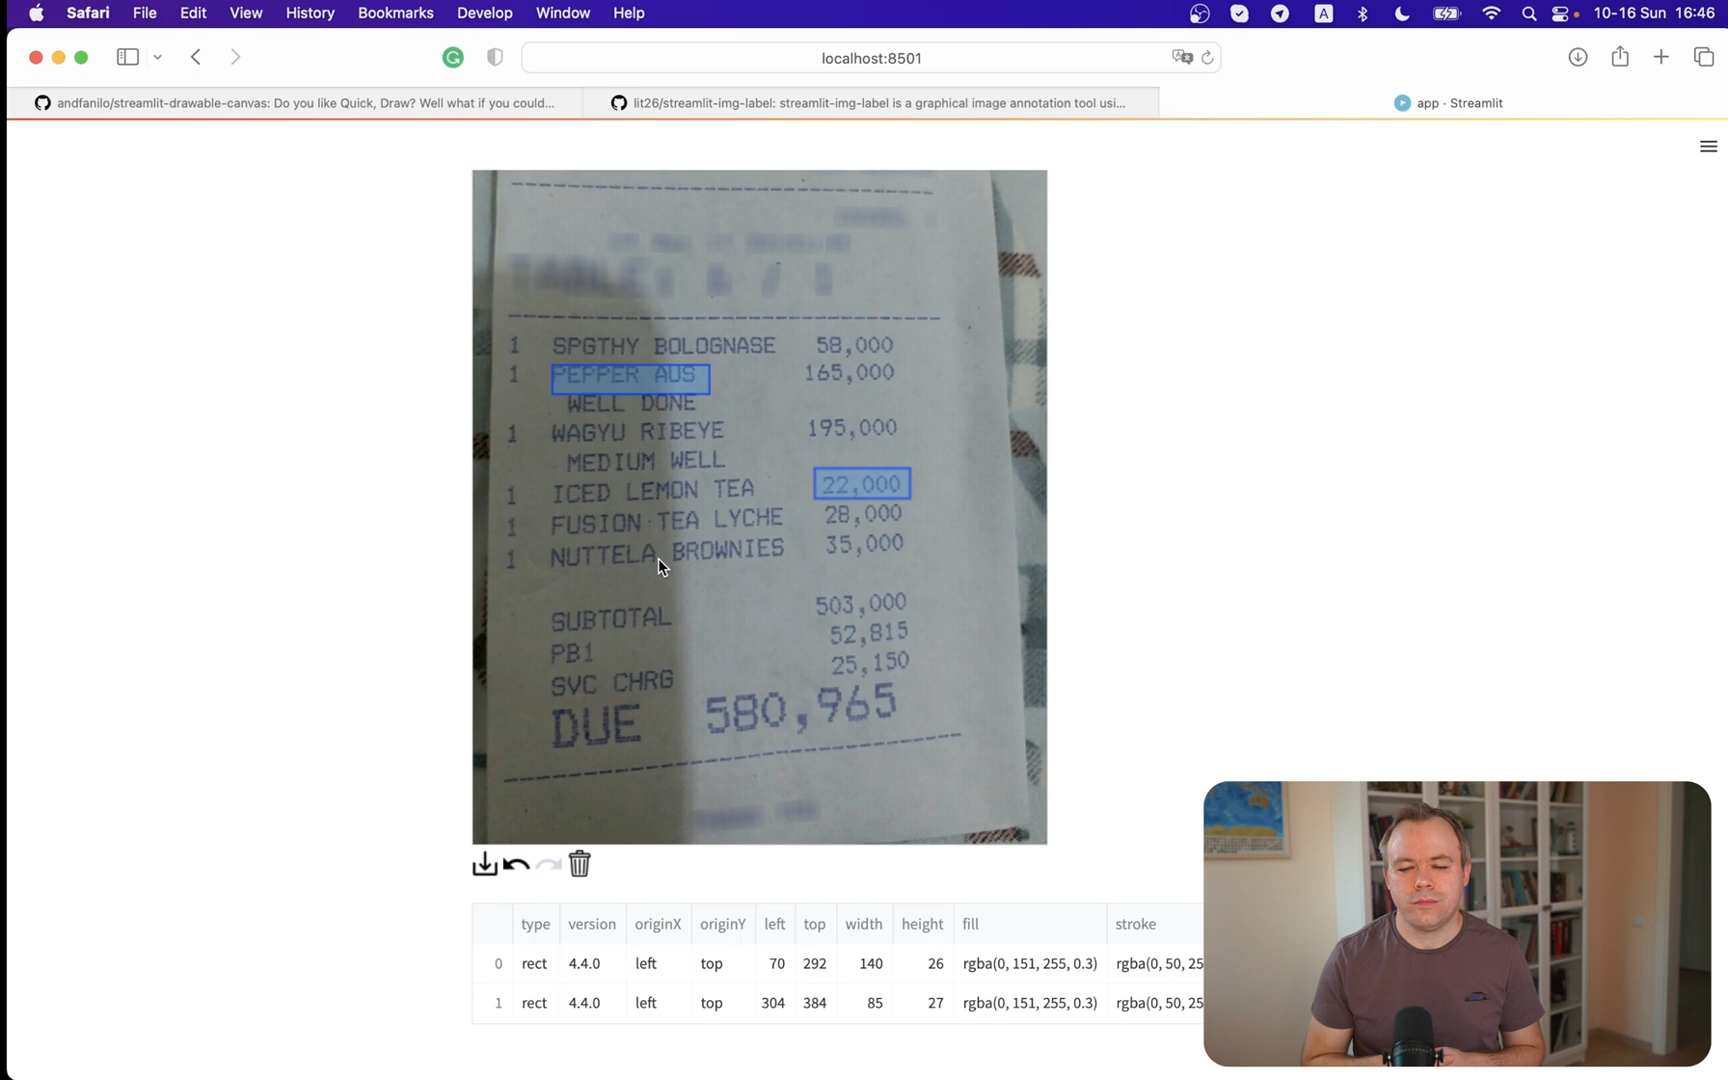 Safari File Edit View History Bookmarks Develop Window Help A 10-16 Sun 16:46
localhost:8501
andfanilo/streamlit-drawable-canvas: Do you like Quick, Draw? Well what if you could...
lit26/streamlit-img-label: streamlit-img-label is a graphical image annotation tool usi...
app · Streamlit
TABLE: 6 / 1
1 SPGTHY BOLOGNASE 58,000
1 PEPPER AUS 165,000
WELL DONE
1 WAGYU RIBEYE 195,000
MEDIUM WELL
1 ICED LEMON TEA 22,000
1 FUSION TEA LYCHE 28,000
1 NUTTELA BROWNIES 35,000
SUBTOTAL 503,000
PB1 52,815
SVC CHRG 25,150
DUE 580,965
type version originX originY left top width height fill stroke
0 rect 4.4.0 left top 70 292 140 26 rgba(0, 151, 255, 0.3) rgba(0, 50, 25
1 rect 4.4.0 left top 304 384 85 27 rgba(0, 151, 255, 0.3) rgba(0, 50, 25